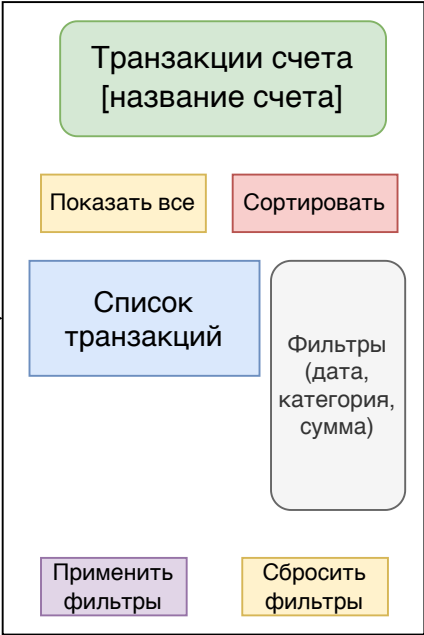 Транзакции счета
[название счета]
Показать все
Сортировать
Список
транзакций
Фильтры
(дата,
категория,
сумма)
Применить
фильтры
Сбросить
фильтры